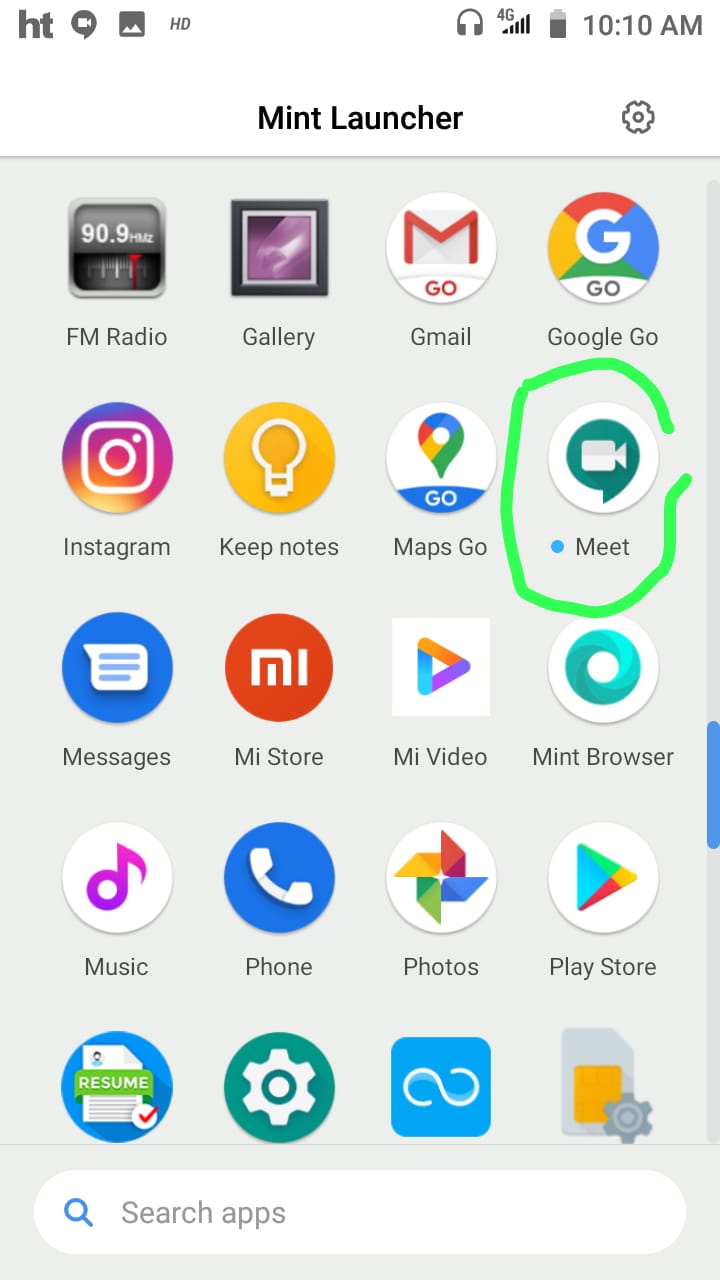 ht HD 4G 10:10 AM
Mint Launcher
90.9HMz
GO GO
FM Radio Gallery Gmail Google Go
GO
Instagram Keep notes Maps Go Meet
Messages Mi Store Mi Video Mint Browser
Music Phone Photos Play Store
RESUME
Search apps